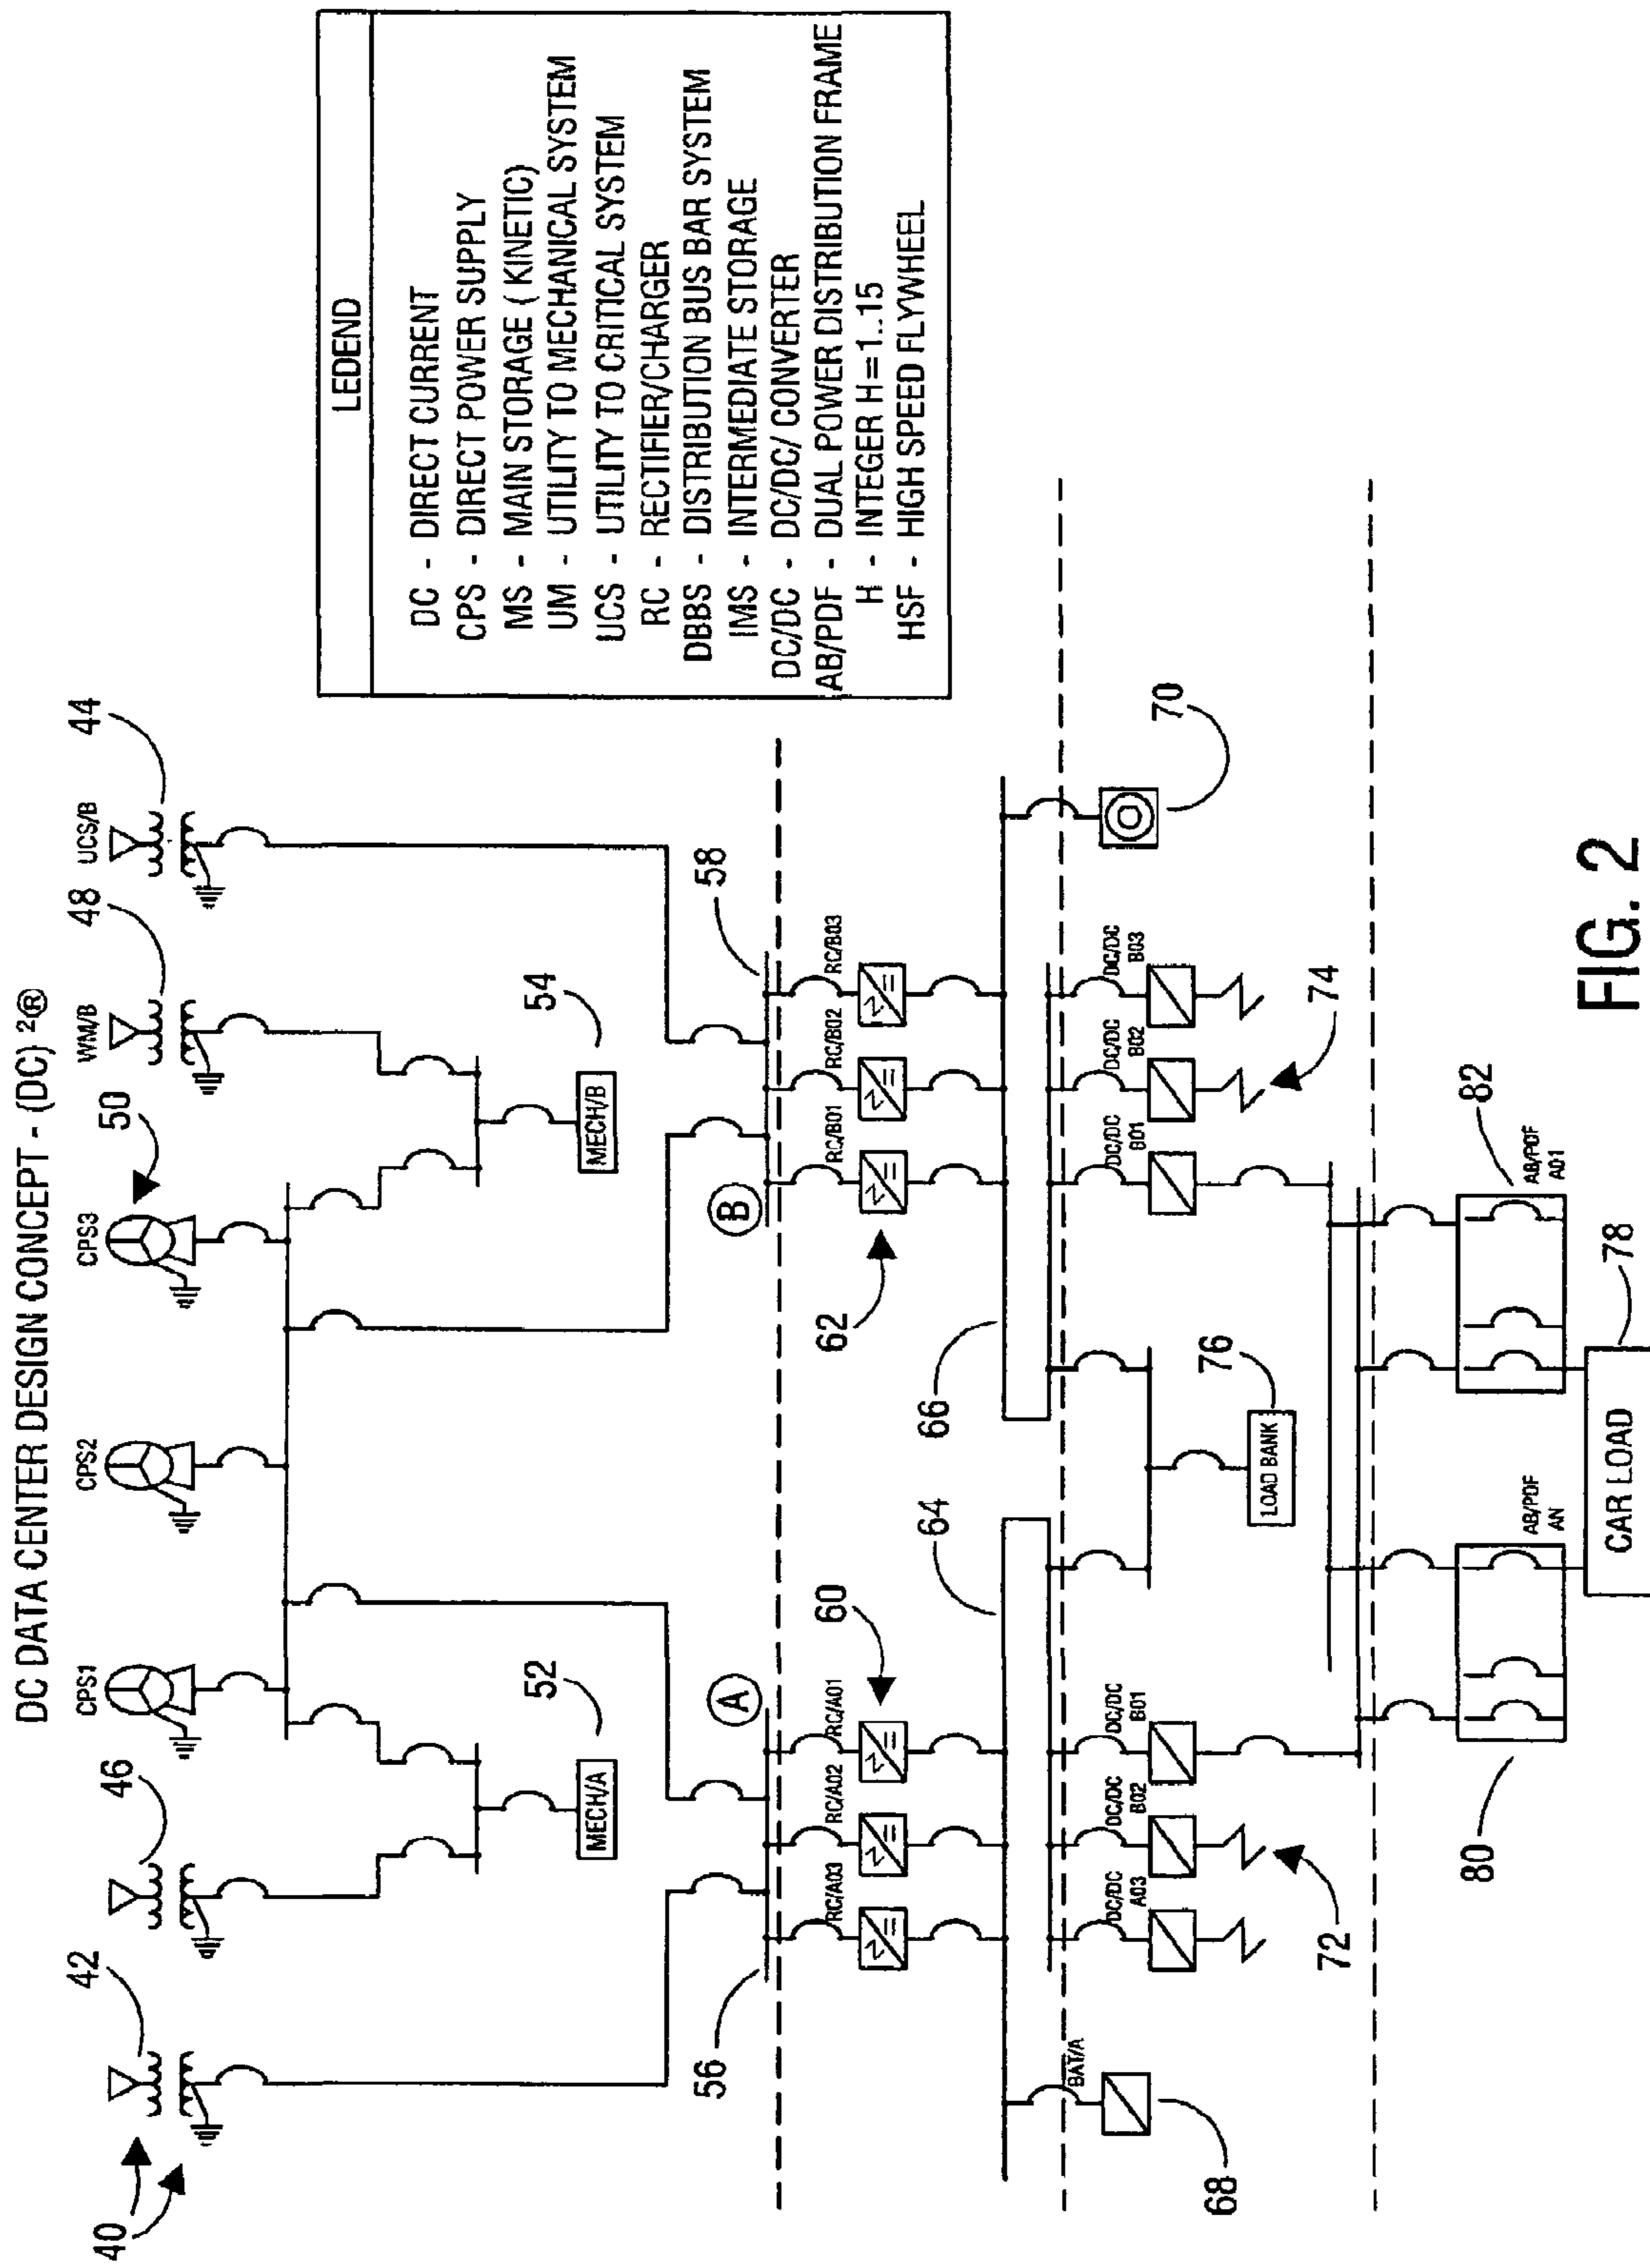 DC DATA CENTER DESIGN CONCEPT - (DC) ²®
40
42
46
CPS1
CPS2
CPS3
50
WM/B
48
UCS/B
44
52
MECH/A
MECH/B
54
56
A
B
58
RC/A03
RC/A02
RC/A01
60
62
RC/B01
RC/B02
RC/B03
64
66
68
BAT/A
DC/DC
A03
DC/DC
B02
DC/DC
B01
72
LOAD BANK
76
DC/DC
B01
DC/DC
B02
DC/DC
B03
74
70
80
AB/PDF
AN
AB/PDF
A01
82
CAR LOAD
78
LEDEND
DC - DIRECT CURRENT
CPS - DIRECT POWER SUPPLY
MS - MAIN STORAGE ( KINETIC)
UM - UTILITY TO MECHANICAL SYSTEM
UCS - UTILITY TO CRITICAL SYSTEM
RC - RECTIFIER/CHARGER
DBBS - DISTRIBUTION BUS BAR SYSTEM
IMS - INTERMEDIATE STORAGE
DC/DC - DC/DC/ CONVERTER
AB/PDF - DUAL POWER DISTRIBUTION FRAME
H - INTEGER H=1..15
HSF - HIGH SPEED FLYWHEEL
FIG. 2